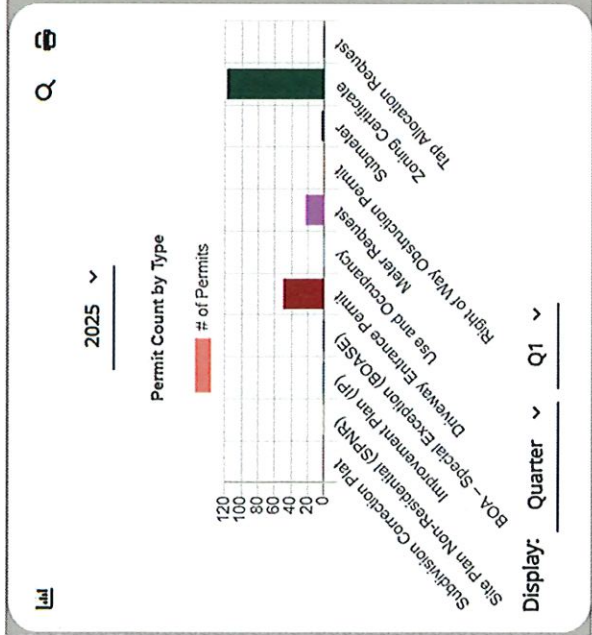 2025
Permit Count by Type
# of Permits
120
100
80
60
40
20
0
Subdivision Correction Plat
Site Plan Non-Residential (SPNR)
Improvement Plan (IP)
BOA – Special Exception (BOASE)
Driveway Entrance Permit
Use and Occupancy
Meter Request
Right of Way Obstruction Permit
Submeter
Zoning Certificate
Tap Allocation Request
Display: Quarter Q1